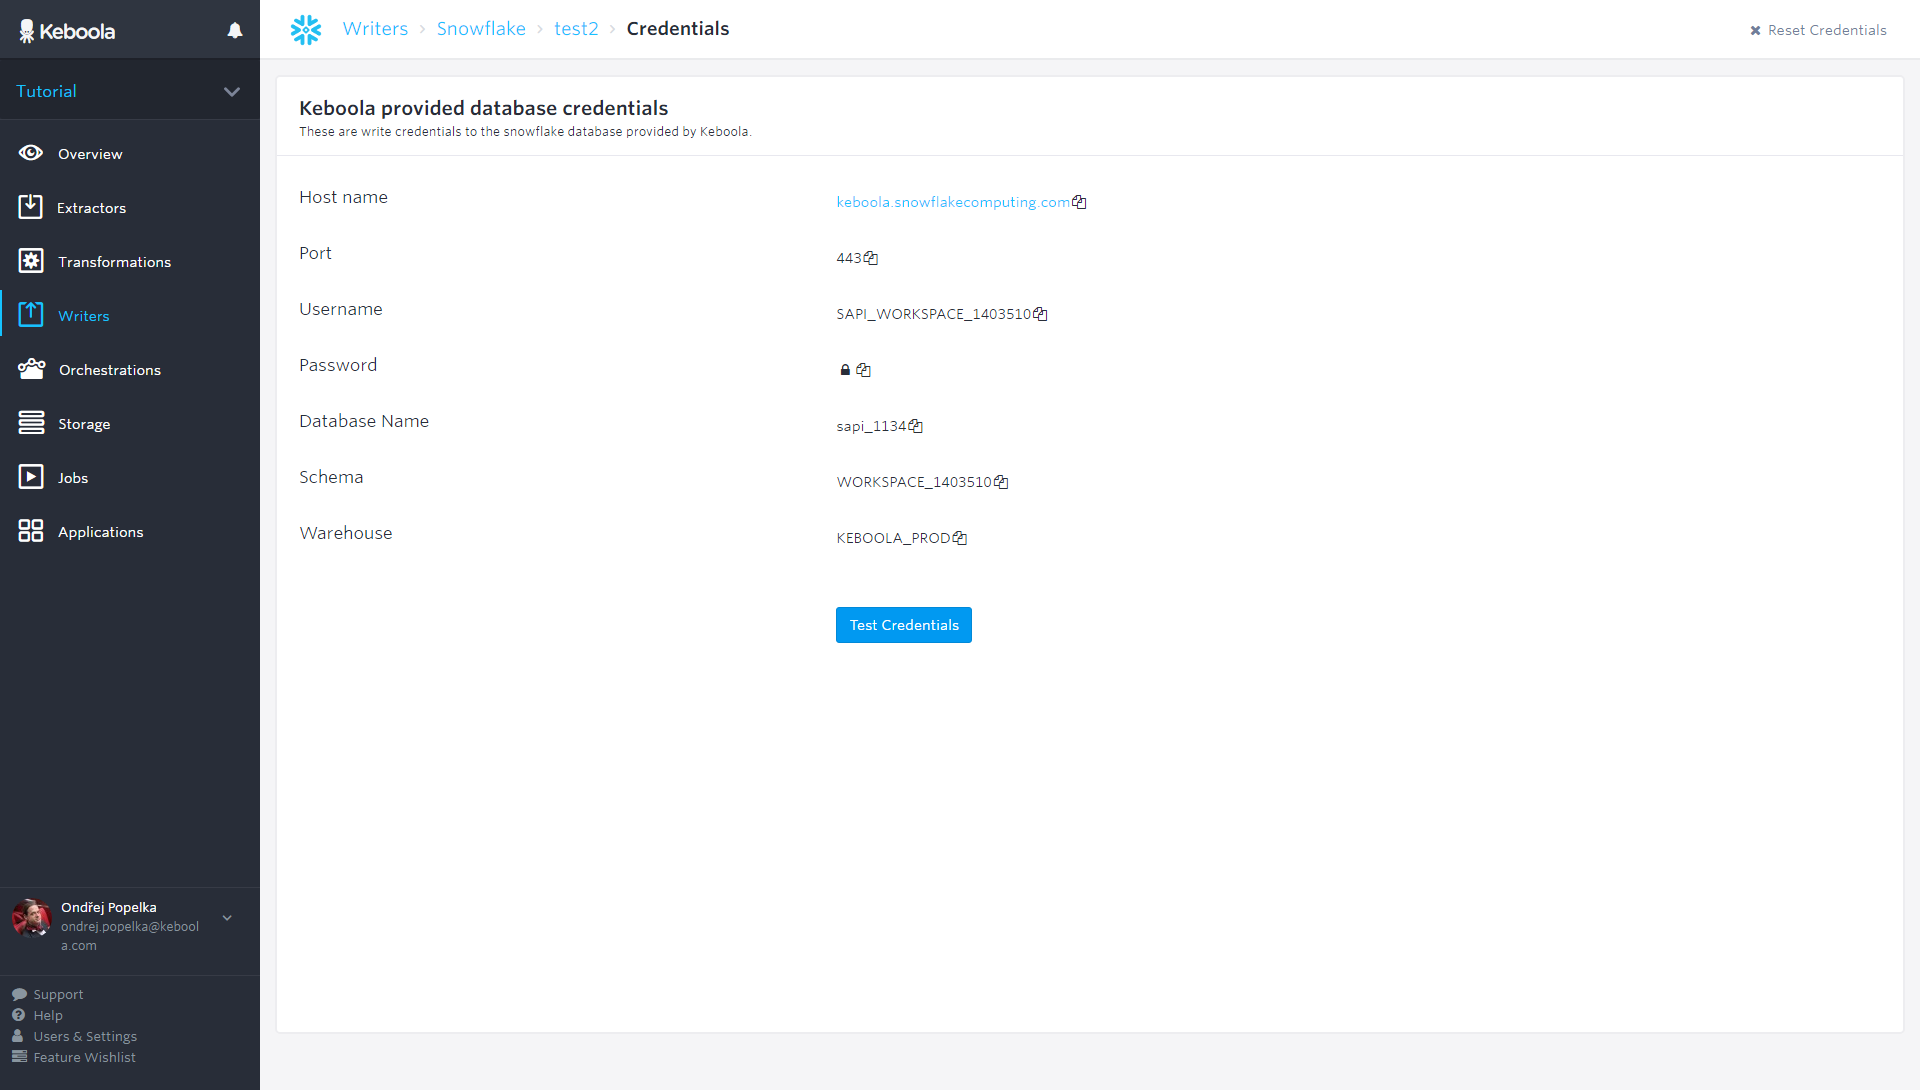 Keboola
Tutorial
Overview
Extractors
Transformations
Writers
Orchestrations
Storage
Jobs
Applications
Ondřej Popelka
ondrej.popelka@kebool
a.com
Support
Help
Users & Settings
Feature Wishlist
Writers › Snowflake › test2 › Credentials
Reset Credentials
Keboola provided database credentials
These are write credentials to the snowflake database provided by Keboola.
Host name keboola.snowflakecomputing.com
Port 443
Username SAPI_WORKSPACE_1403510
Password
Database Name sapi_1134
Schema WORKSPACE_1403510
Warehouse KEBOOLA_PROD
Test Credentials